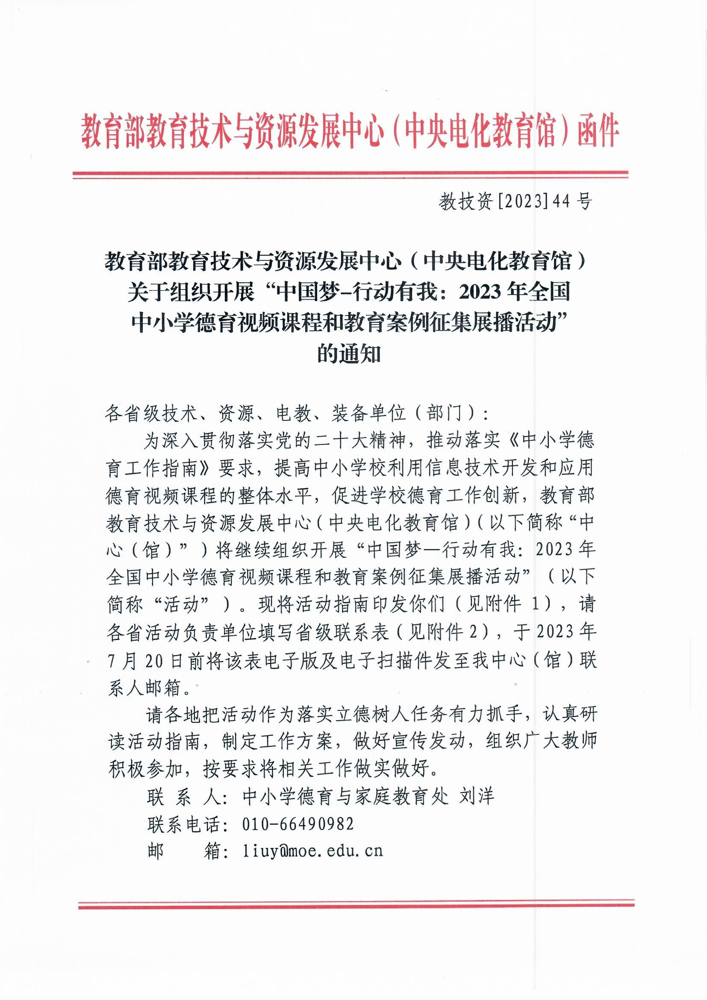 教育部教育技术与资源发展中心（中央电化教育馆）函件
教技资[2023]44 号
教育部教育技术与资源发展中心（中央电化教育馆）
关于组织开展“中国梦-行动有我：2023 年全国
中小学德育视频课程和教育案例征集展播活动”
的通知
各省级技术、资源、电教、装备单位（部门）：
为深入贯彻落实党的二十大精神，推动落实《中小学德
育工作指南》要求，提高中小学校利用信息技术开发和应用
德育视频课程的整体水平，促进学校德育工作创新，教育部
教育技术与资源发展中心（中央电化教育馆）（以下简称“中
心（馆）”）将继续组织开展“中国梦—行动有我：2023 年
全国中小学德育视频课程和教育案例征集展播活动”（以下
简称“活动”）。现将活动指南印发你们（见附件 1），请
各省活动负责单位填写省级联系表（见附件 2），于 2023 年
7 月 20 日前将该表电子版及电子扫描件发至我中心（馆）联
系人邮箱。
请各地把活动作为落实立德树人任务有力抓手，认真研
读活动指南，制定工作方案，做好宣传发动，组织广大教师
积极参加，按要求将相关工作做实做好。
联 系 人：中小学德育与家庭教育处 刘洋
联系电话：010-66490982
邮　　箱：liuy@moe.edu.cn